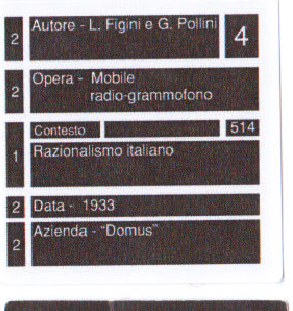 2 Autore - L. Figini e G. Pollini 4
2 Opera - Mobile
radio-grammofono
Contesto 514
1 Razionalismo italiano
2 Data - 1933
2 Azienda - "Domus"